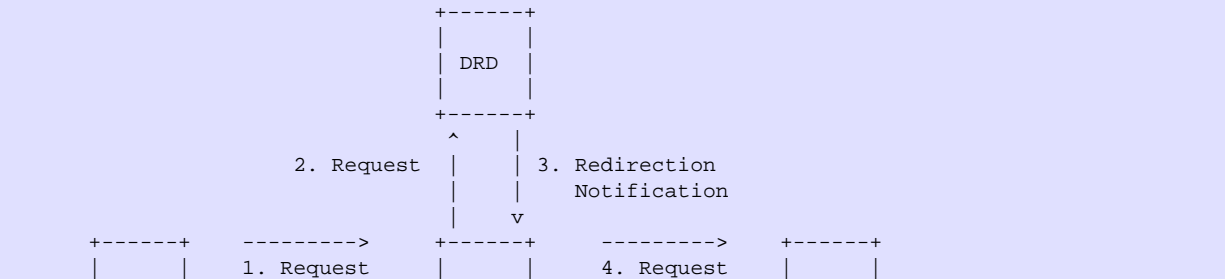 DRD
2. Request 3. Redirection
Notification
1. Request 4. Request